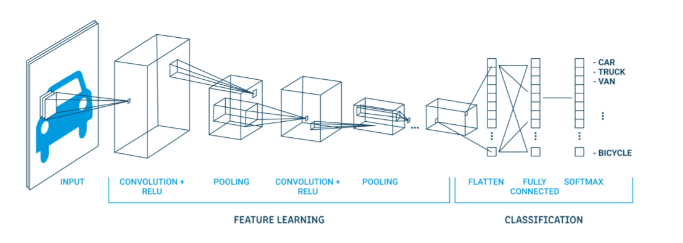 - CAR
- TRUCK
- VAN
- BICYCLE
INPUT
CONVOLUTION + RELU
POOLING
CONVOLUTION + RELU
POOLING
FLATTEN
FULLY CONNECTED
SOFTMAX
FEATURE LEARNING
CLASSIFICATION